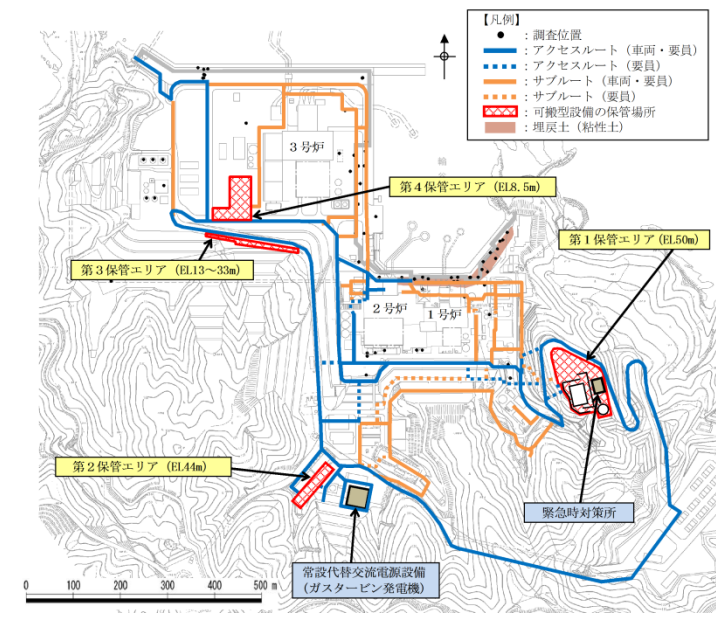 【凡例】
：調査位置
：アクセスルート（車両・要員）
：アクセスルート（要員）
：サブルート（車両・要員）
：サブルート（要員）
：可搬型設備の保管場所
：埋戻土（粘性土）
3号炉
第4保管エリア（EL8.5m）
第1保管エリア（EL50m）
第3保管エリア（EL13～33m）
2号炉
1号炉
第2保管エリア（EL44m）
緊急時対策所
常設代替交流電源設備
（ガスタービン発電機）
0 100 200 300 400 500 m